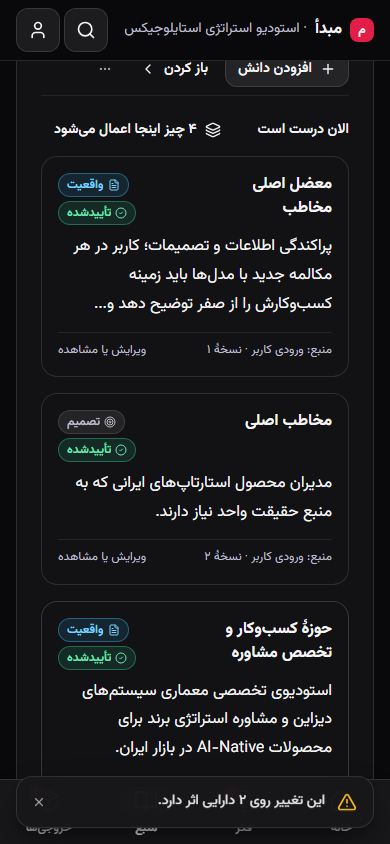 م مبدأ · استودیو استراتژی استایلوجیکس
افزودن دانش باز کردن ...
الان درست است ۴ چیز اینجا اعمال می‌شود
معضل اصلی
مخاطب
واقعیت
تأییدشده
پراکندگی اطلاعات و تصمیمات؛ کاربر در هر
مکالمه جدید با مدل‌ها باید زمینه
کسب‌وکارش را از صفر توضیح دهد و...
منبع: ورودی کاربر · نسخهٔ ۱ ویرایش یا مشاهده
مخاطب اصلی
تصمیم
تأییدشده
مدیران محصول استارتاپ‌های ایرانی که به
منبع حقیقت واحد نیاز دارند.
منبع: ورودی کاربر · نسخهٔ ۲ ویرایش یا مشاهده
حوزهٔ کسب‌وکار و
تخصص مشاوره
واقعیت
تأییدشده
استودیوی تخصصی معماری سیستم‌های
دیزاین و مشاوره استراتژی برند برای
محصولات AI-Native در بازار ایران.
این تغییر روی ۲ دارایی اثر دارد.